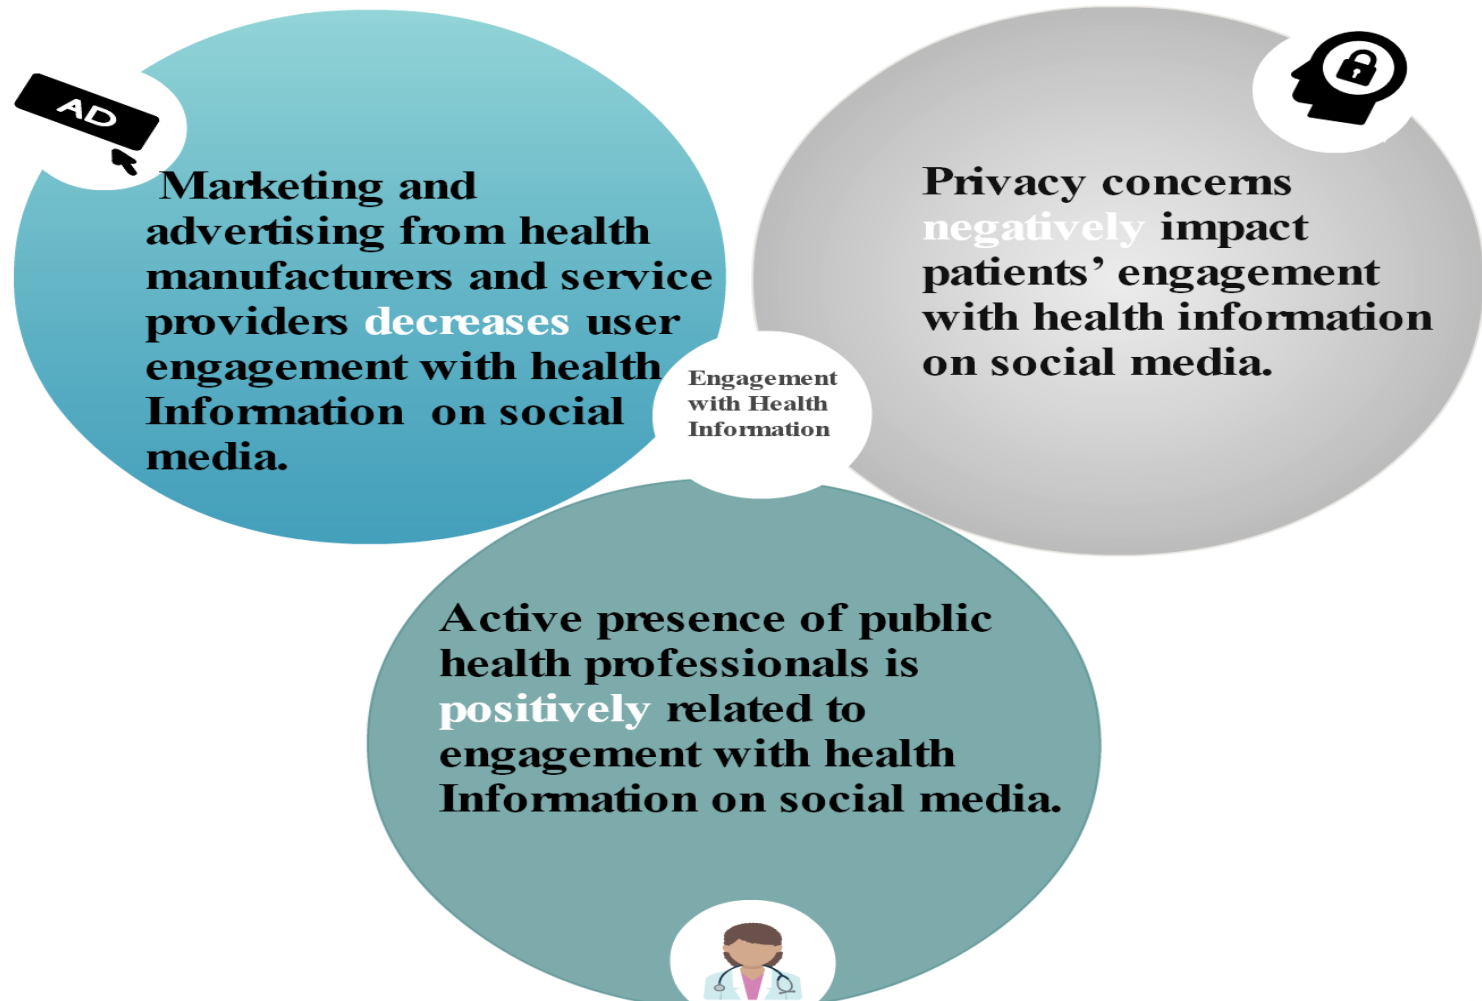 AD
Marketing and
advertising from health
manufacturers and service
providers decreases user
engagement with health
Information on social
media.
Privacy concerns
negatively impact
patients’ engagement
with health information
on social media.
Engagement
with Health
Information
Active presence of public
health professionals is
positively related to
engagement with health
Information on social media.